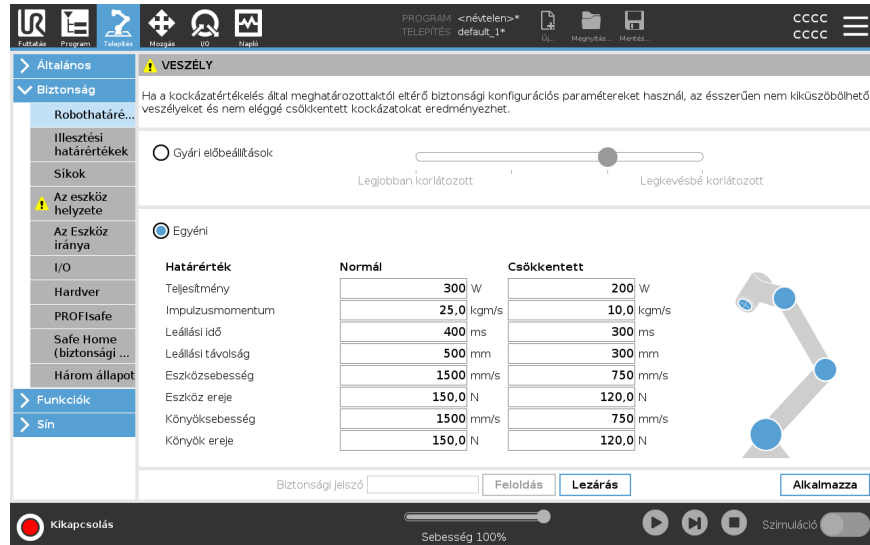 PROGRAM <névtelen>*
TELEPÍTÉS default_1*
Futtatás Program Telepítés Mozgás I/O Napló Új... Megnyitás... Mentés...
cccc
cccc
Általános
Biztonság
Robothatáré...
Illesztési
határértékek
Síkok
Az eszköz
helyzete
Az Eszköz
iránya
I/O
Hardver
PROFIsafe
Safe Home
(biztonsági ...
Három állapot
Funkciók
Sín
VESZÉLY
Ha a kockázatértékelés által meghatározottaktól eltérő biztonsági konfigurációs paramétereket használ, az ésszerűen nem kiküszöbölhető
veszélyeket és nem eléggé csökkentett kockázatokat eredményezhet.
Gyári előbeállítások
Legjobban korlátozott Legkevésbé korlátozott
Egyéni
Határérték Normál Csökkentett
Teljesítmény 300 W 200 W
Impulzusmomentum 25,0 kgm/s 10,0 kgm/s
Leállási idő 400 ms 300 ms
Leállási távolság 500 mm 300 mm
Eszközsebesség 1500 mm/s 750 mm/s
Eszköz ereje 150,0 N 120,0 N
Könyöksebesség 1500 mm/s 750 mm/s
Könyök ereje 150,0 N 120,0 N
Biztonsági jelszó Feloldás Lezárás Alkalmazza
Kikapcsolás
Sebesség 100%
Szimuláció